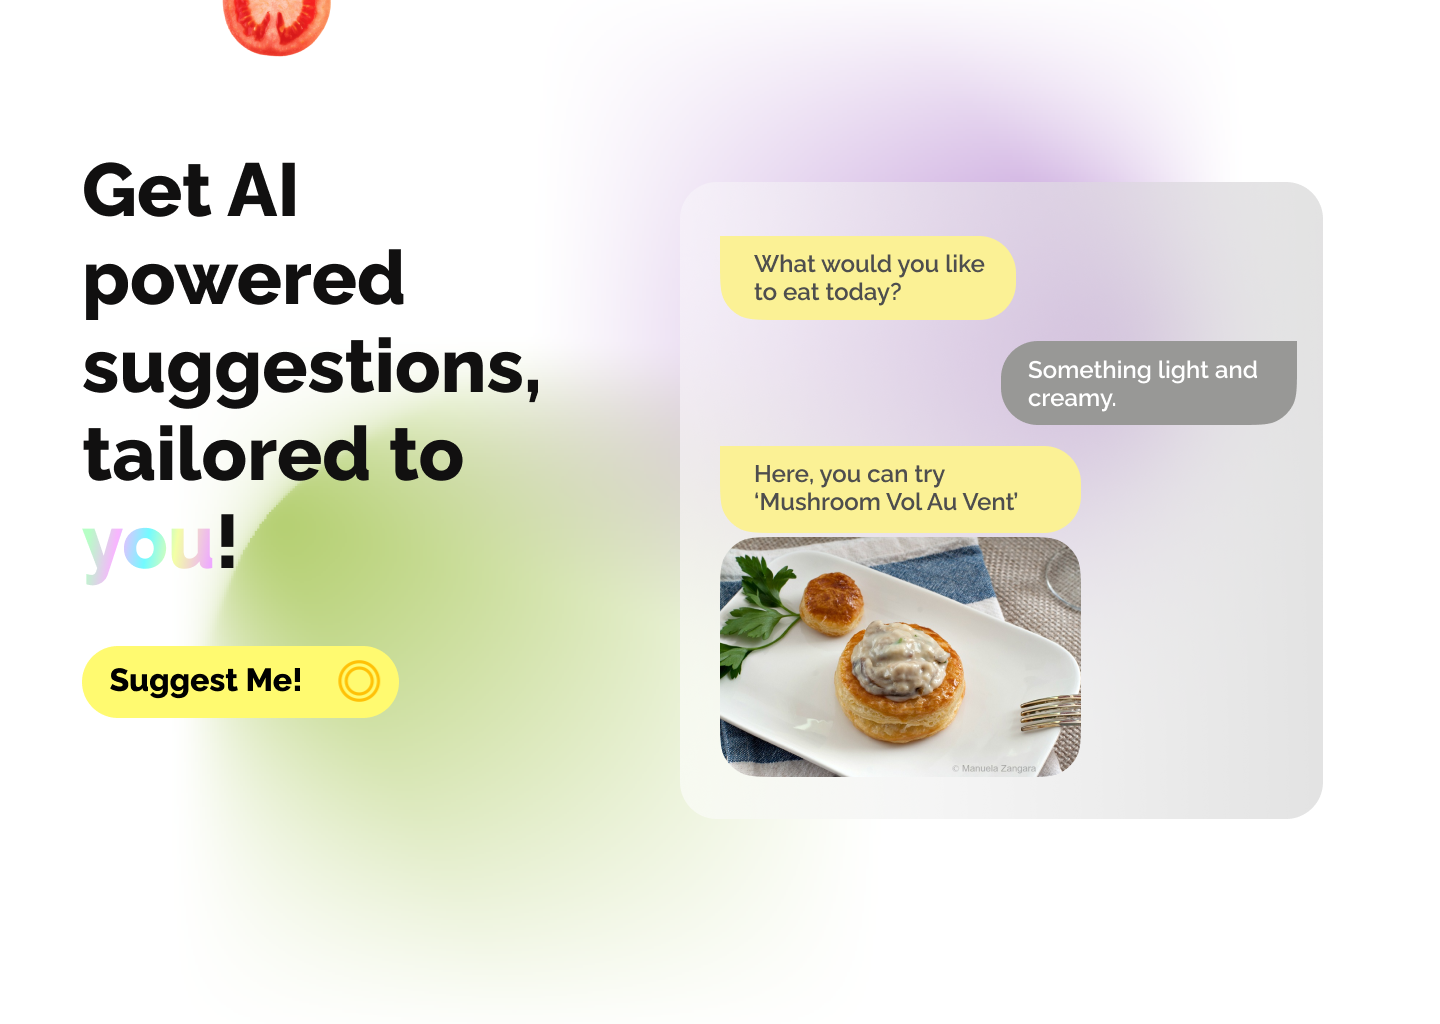 Get AI
powered
suggestions,
tailored to
you!
Suggest Me!
What would you like
to eat today?
Something light and
creamy.
Here, you can try
‘Mushroom Vol Au Vent’
© Manuela Zangara